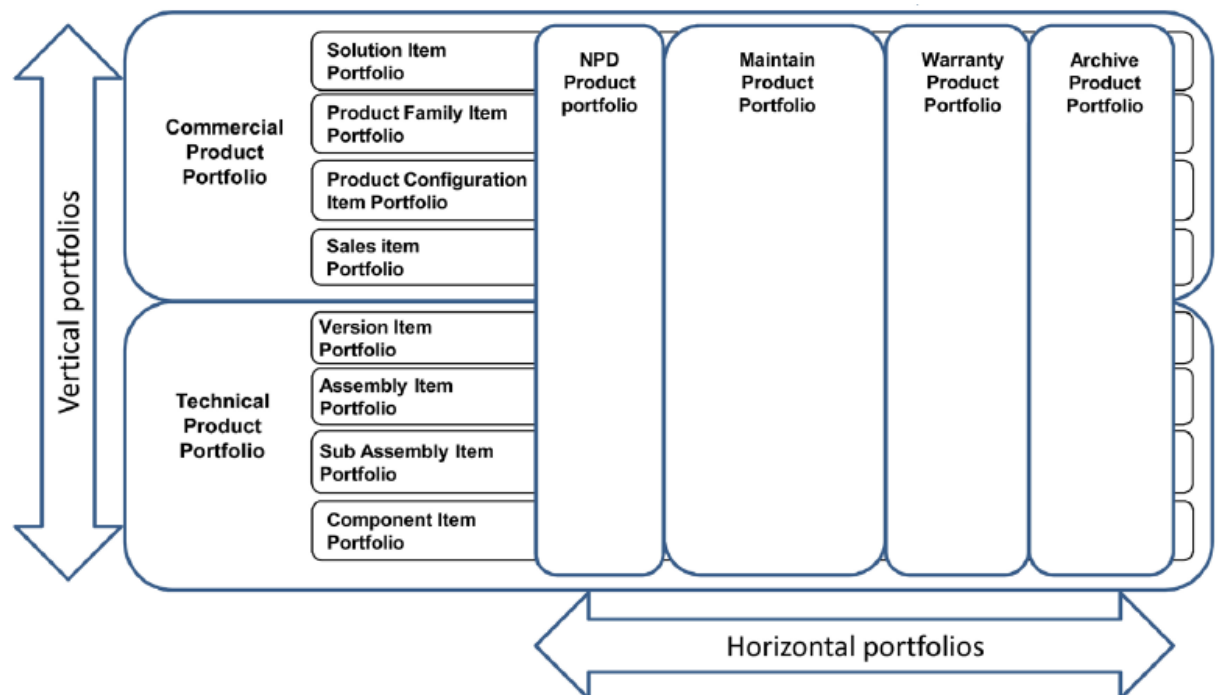 Vertical portfolios
Commercial
Product
Portfolio
Solution Item
Portfolio
Product Family Item
Portfolio
Product Configuration
Item Portfolio
Sales item
Portfolio
Technical
Product
Portfolio
Version Item
Portfolio
Assembly Item
Portfolio
Sub Assembly Item
Portfolio
Component Item
Portfolio
NPD
Product
portfolio
Maintain
Product
Portfolio
Warranty
Product
Portfolio
Archive
Product
Portfolio
Horizontal portfolios